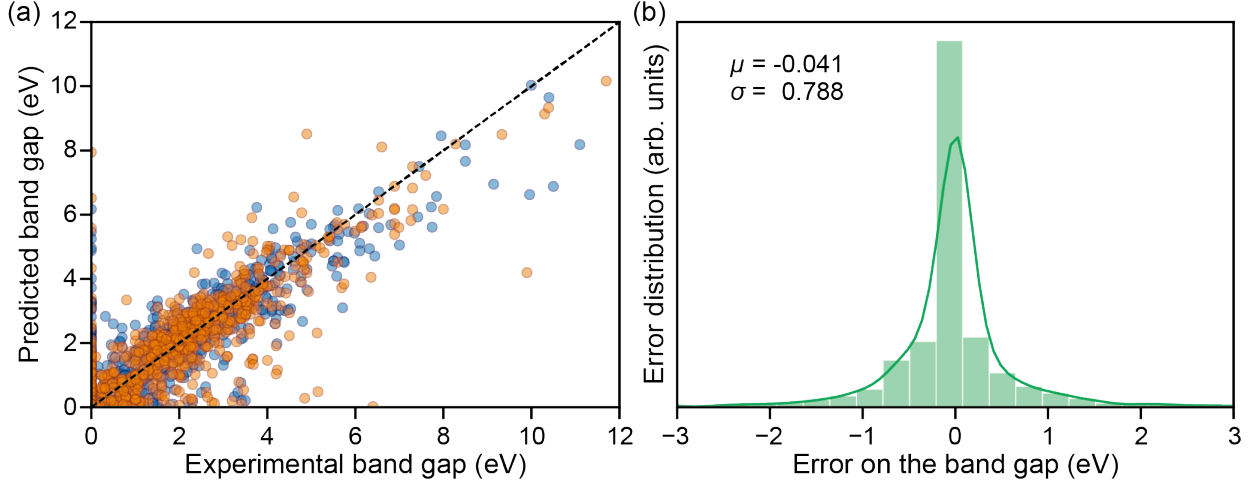 (a)
12
10
8
6
4
2
0
Predicted band gap (eV)
0 2 4 6 8 10 12
Experimental band gap (eV)
(b)
μ = -0.041
σ = 0.788
Error distribution (arb. units)
−3 −2 −1 0 1 2 3
Error on the band gap (eV)